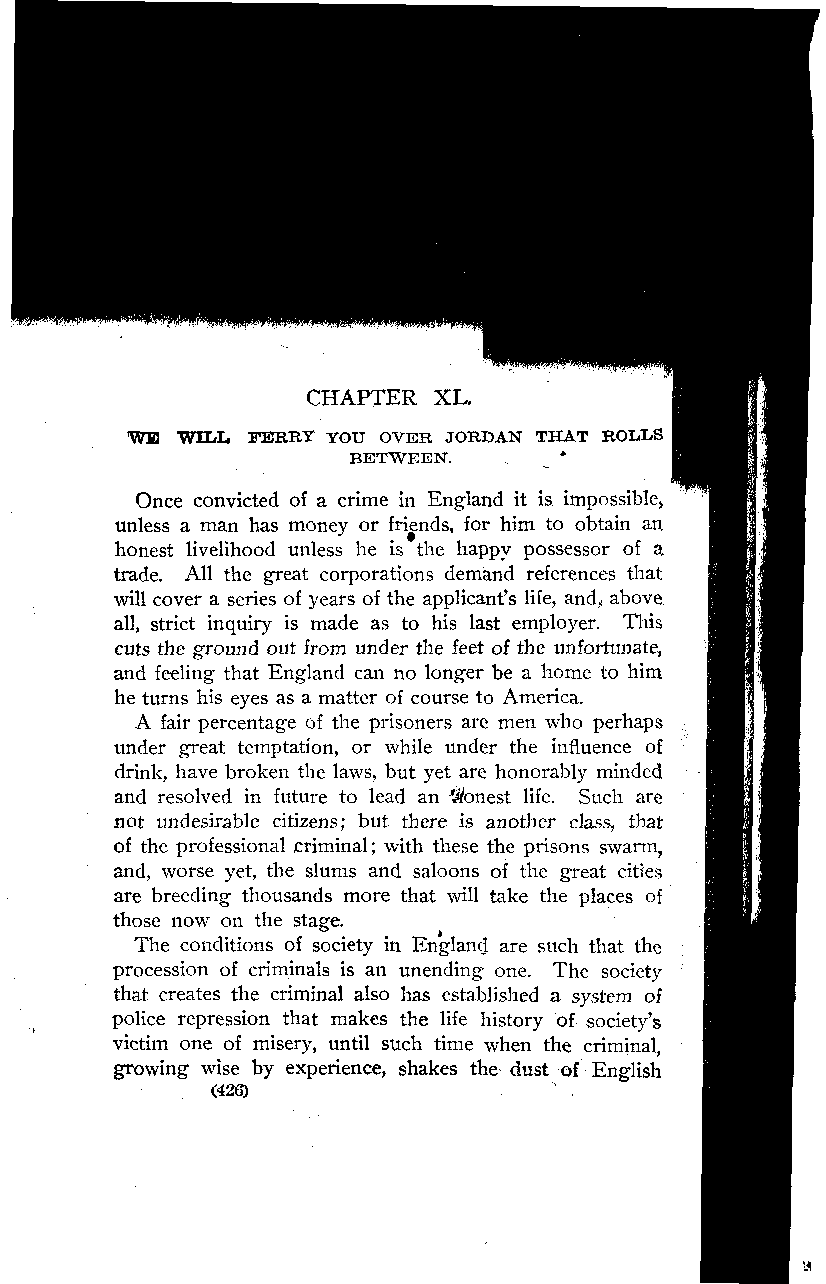 CHAPTER XL.
WE WILL FERRY YOU OVER JORDAN THAT ROLLS
BETWEEN.
Once convicted of a crime in England it is impossible,
unless a man has money or friends, for him to obtain an
honest livelihood unless he is the happy possessor of a
trade. All the great corporations demand references that
will cover a series of years of the applicant's life, and, above
all, strict inquiry is made as to his last employer. This
cuts the ground out from under the feet of the unfortunate,
and feeling that England can no longer be a home to him
he turns his eyes as a matter of course to America.
A fair percentage of the prisoners are men who perhaps
under great temptation, or while under the influence of
drink, have broken the laws, but yet are honorably minded
and resolved in future to lead an honest life. Such are
not undesirable citizens; but there is another class, that
of the professional criminal; with these the prisons swarm,
and, worse yet, the slums and saloons of the great cities
are breeding thousands more that will take the places of
those now on the stage.
The conditions of society in England are such that the
procession of criminals is an unending one. The society
that creates the criminal also has established a system of
police repression that makes the life history of society's
victim one of misery, until such time when the criminal,
growing wise by experience, shakes the dust of English
(426)